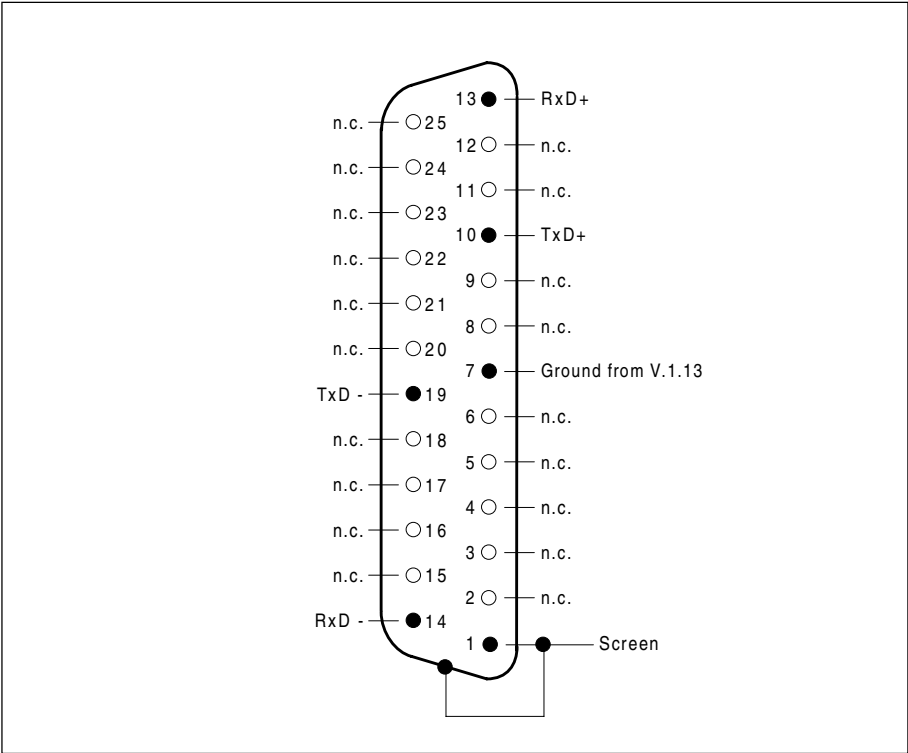 13 RxD+
n.c. 25
12 n.c.
n.c. 24
11 n.c.
n.c. 23
10 TxD+
n.c. 22
9 n.c.
n.c. 21
8 n.c.
n.c. 20
7 Ground from V.1.13
TxD - 19
6 n.c.
n.c. 18
5 n.c.
n.c. 17
4 n.c.
n.c. 16
3 n.c.
n.c. 15
2 n.c.
RxD - 14
1 Screen